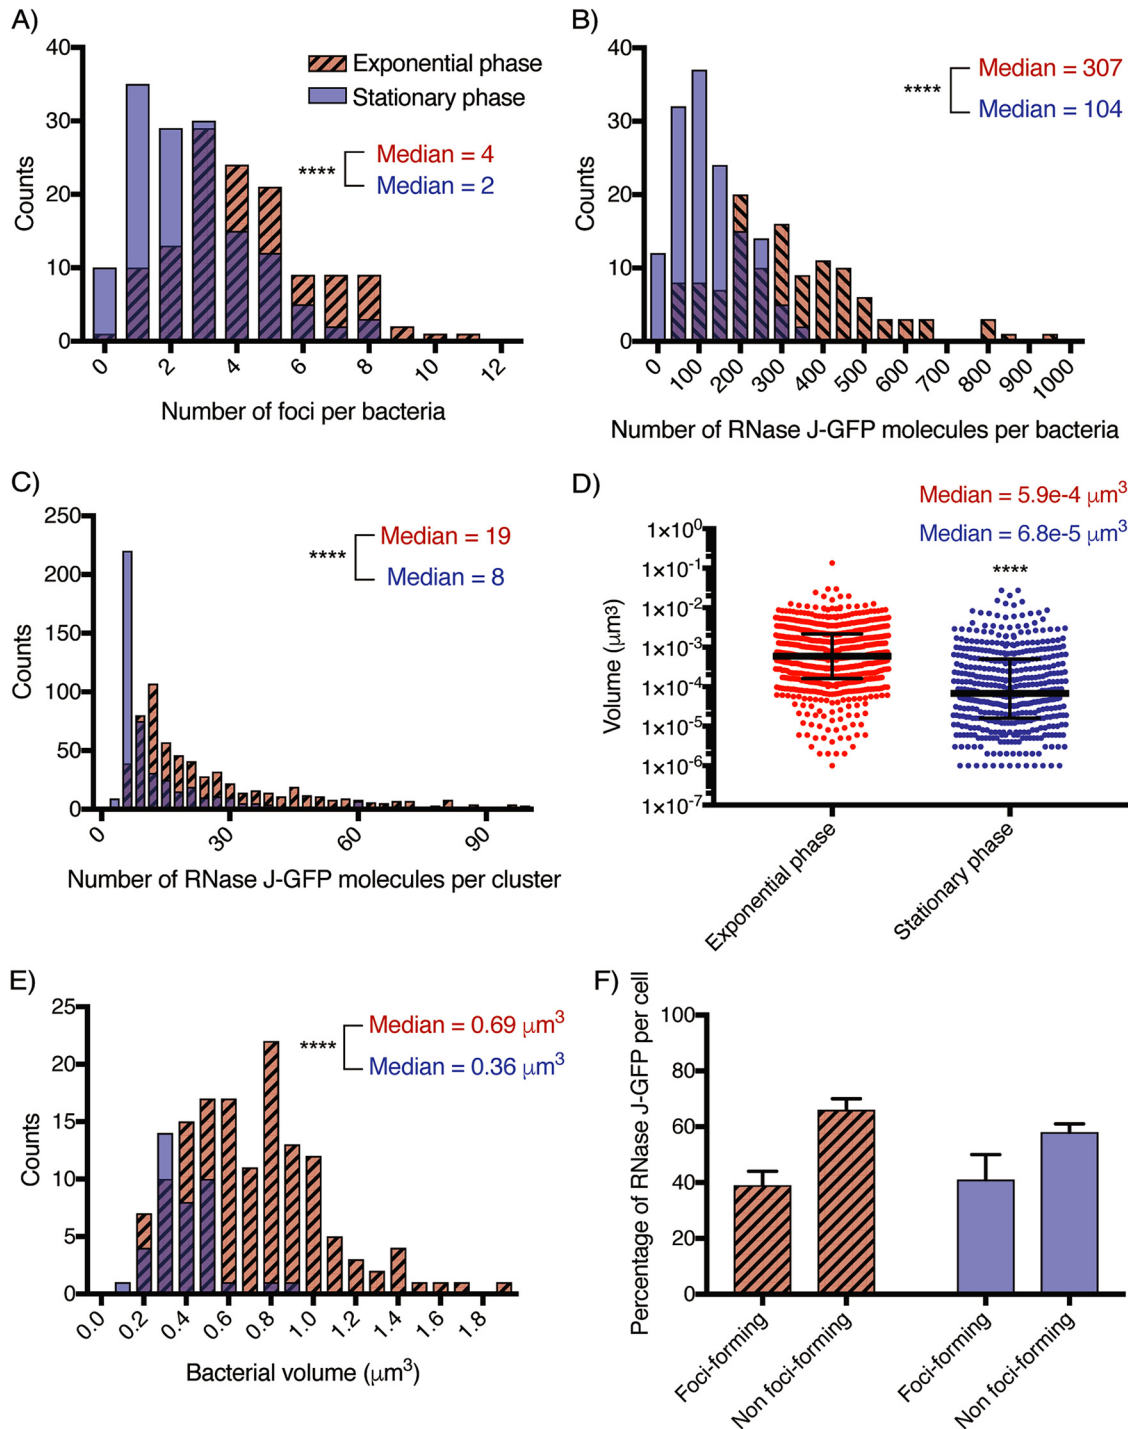 A)
40
30
20
10
0
Counts
Exponential phase
Stationary phase
****
Median = 4
Median = 2
0 2 4 6 8 10 12
Number of foci per bacteria
B)
40
30
20
10
0
Counts
****
Median = 307
Median = 104
0 100 200 300 400 500 600 700 800 900 1000
Number of RNase J-GFP molecules per bacteria
C)
250
200
150
100
50
0
Counts
****
Median = 19
Median = 8
0 30 60 90
Number of RNase J-GFP molecules per cluster
D)
Median = 5.9e-4 µm³
Median = 6.8e-5 µm³
****
1×10⁰
1×10⁻¹
1×10⁻²
1×10⁻³
1×10⁻⁴
1×10⁻⁵
1×10⁻⁶
1×10⁻⁷
Volume (µm³)
Exponential phase
Stationary phase
E)
25
20
15
10
5
0
Counts
****
Median = 0.69 µm³
Median = 0.36 µm³
0.0 0.2 0.4 0.6 0.8 1.0 1.2 1.4 1.6 1.8
Bacterial volume (µm³)
F)
Percentage of RNase J-GFP per cell
100
80
60
40
20
0
Foci-forming
Non foci-forming
Foci-forming
Non foci-forming